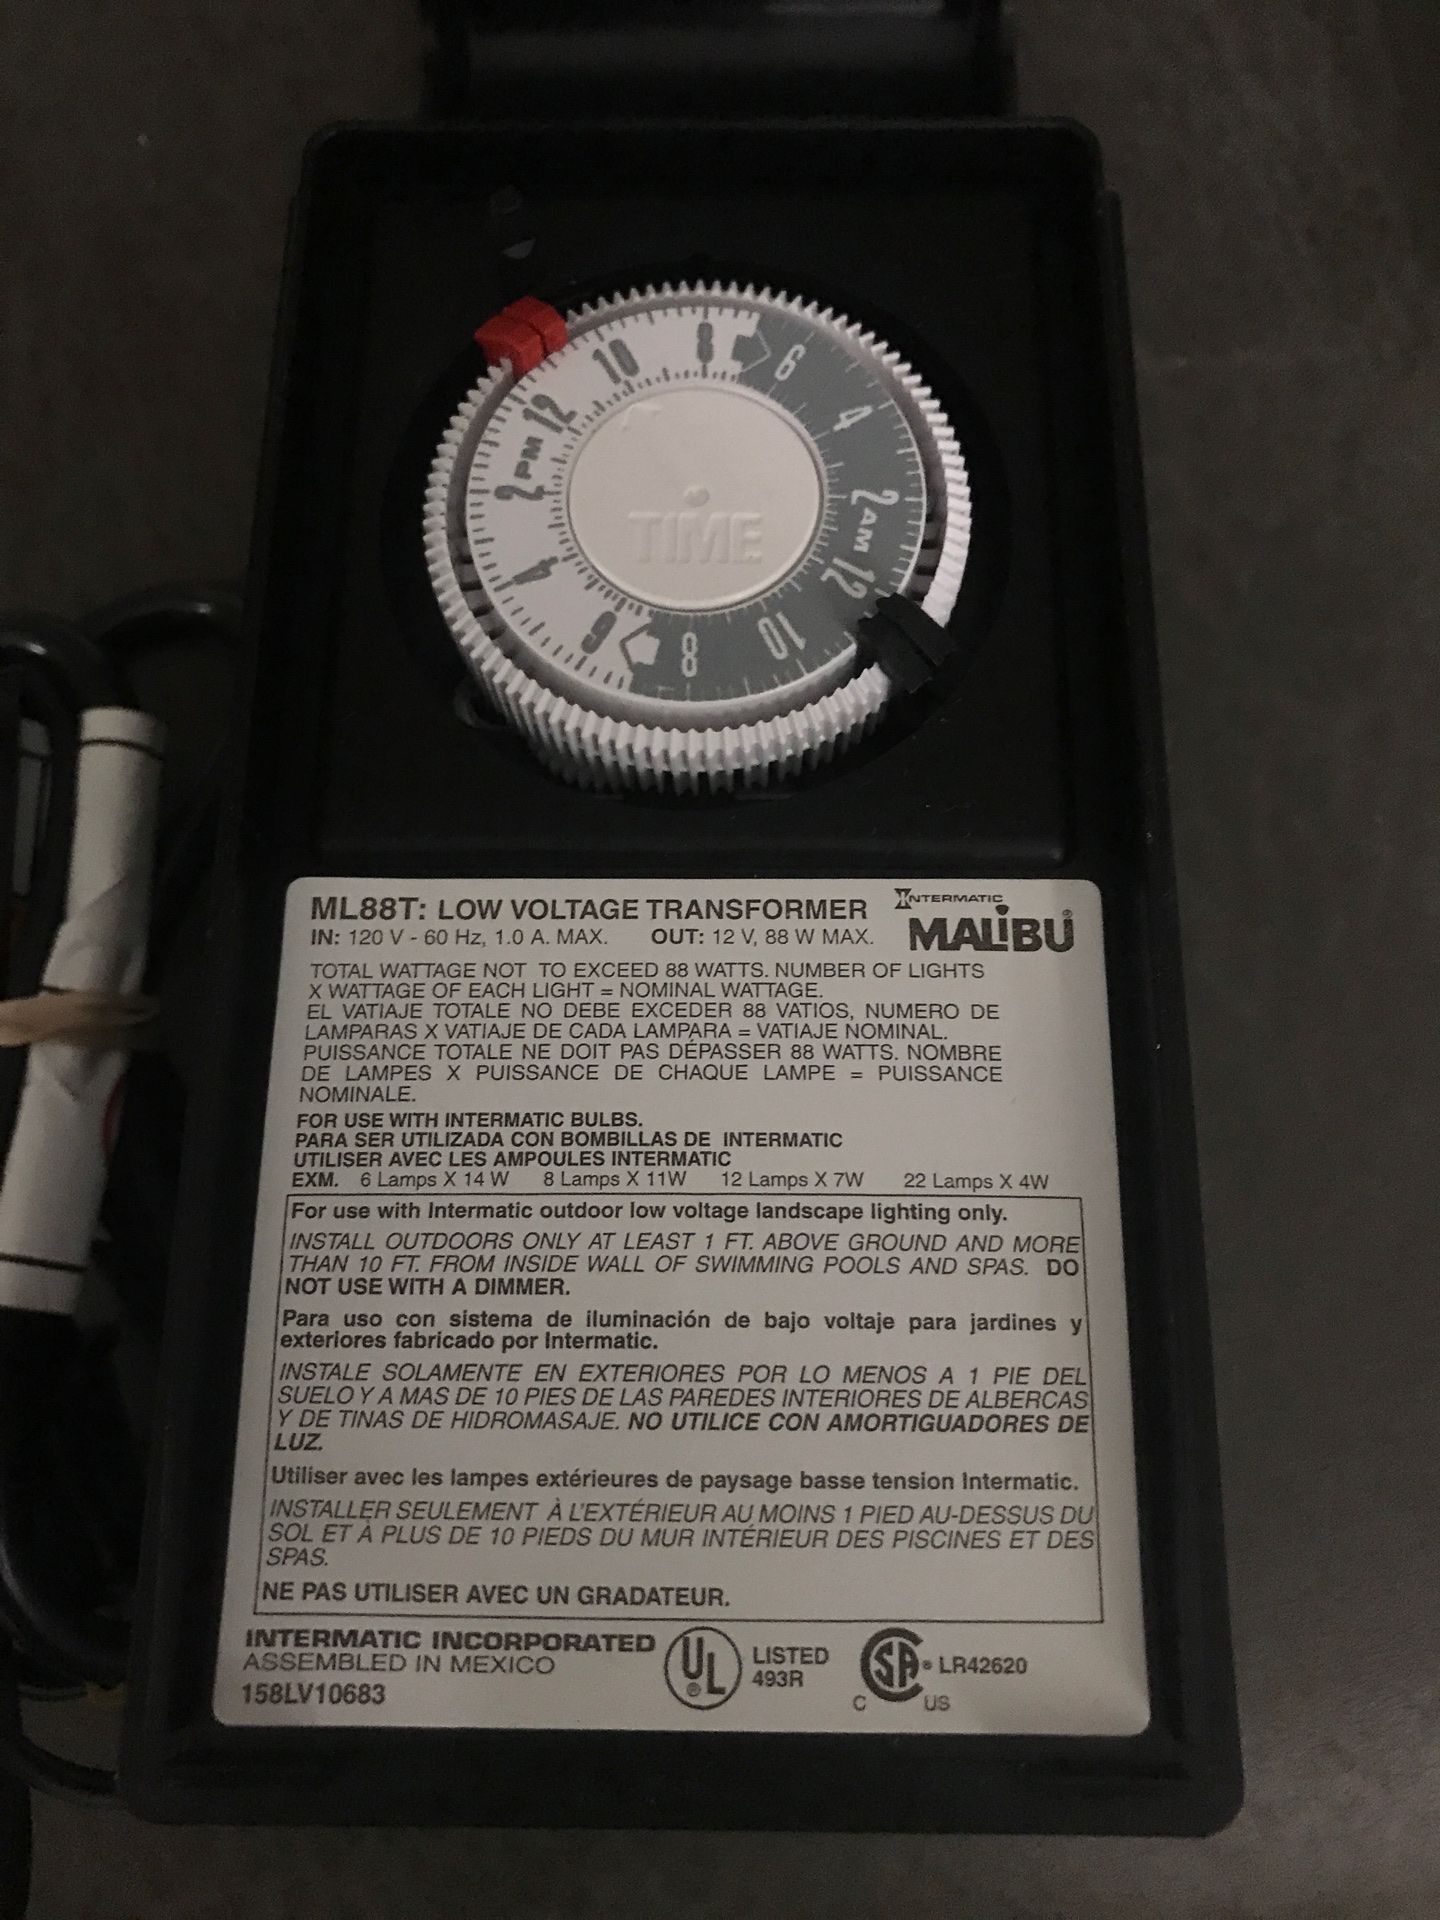 8
6
10
4
12
2 PM
2 AM
TIME
4
12
6
8
10
ML88T: LOW VOLTAGE TRANSFORMER
INTERMATIC
MALIBU®
IN: 120 V - 60 Hz, 1.0 A. MAX. OUT: 12 V, 88 W MAX.
TOTAL WATTAGE NOT TO EXCEED 88 WATTS. NUMBER OF LIGHTS
X WATTAGE OF EACH LIGHT = NOMINAL WATTAGE.
EL VATIAJE TOTALE NO DEBE EXCEDER 88 VATIOS, NUMERO DE
LAMPARAS X VATIAJE DE CADA LAMPARA = VATIAJE NOMINAL.
PUISSANCE TOTALE NE DOIT PAS DÉPASSER 88 WATTS. NOMBRE
DE LAMPES X PUISSANCE DE CHAQUE LAMPE = PUISSANCE
NOMINALE.
FOR USE WITH INTERMATIC BULBS.
PARA SER UTILIZADA CON BOMBILLAS DE INTERMATIC
UTILISER AVEC LES AMPOULES INTERMATIC
EXM. 6 Lamps X 14 W 8 Lamps X 11W 12 Lamps X 7W 22 Lamps X 4W
For use with Intermatic outdoor low voltage landscape lighting only.
INSTALL OUTDOORS ONLY AT LEAST 1 FT. ABOVE GROUND AND MORE
THAN 10 FT. FROM INSIDE WALL OF SWIMMING POOLS AND SPAS. DO
NOT USE WITH A DIMMER.
Para uso con sistema de iluminación de bajo voltaje para jardines y
exteriores fabricado por Intermatic.
INSTALE SOLAMENTE EN EXTERIORES POR LO MENOS A 1 PIE DEL
SUELO Y A MAS DE 10 PIES DE LAS PAREDES INTERIORES DE ALBERCAS
Y DE TINAS DE HIDROMASAJE. NO UTILICE CON AMORTIGUADORES DE
LUZ.
Utiliser avec les lampes extérieures de paysage basse tension Intermatic.
INSTALLER SEULEMENT À L'EXTÉRIEUR AU MOINS 1 PIED AU-DESSUS DU
SOL ET À PLUS DE 10 PIEDS DU MUR INTÉRIEUR DES PISCINES ET DES
SPAS.
NE PAS UTILISER AVEC UN GRADATEUR.
INTERMATIC INCORPORATED
ASSEMBLED IN MEXICO
158LV10683
UL®
LISTED
493R
C SA® US
LR42620